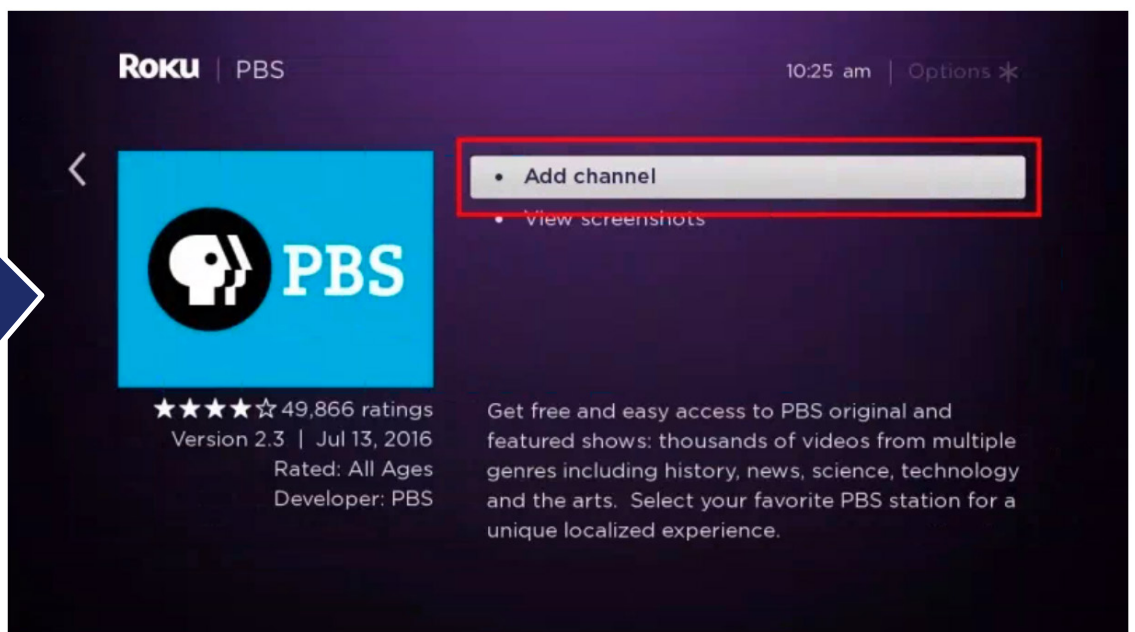 Roku | PBS
10:25 am | Options *
• Add channel
• View screenshots
PBS
★★★★☆ 49,866 ratings
Version 2.3 | Jul 13, 2016
Rated: All Ages
Developer: PBS
Get free and easy access to PBS original and
featured shows: thousands of videos from multiple
genres including history, news, science, technology
and the arts. Select your favorite PBS station for a
unique localized experience.